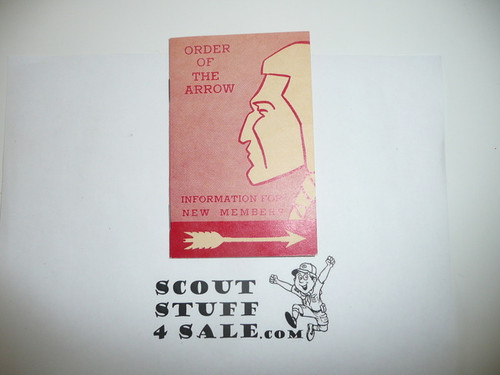 ORDER
OF
THE
ARROW
INFORMATION FOR
NEW MEMBERS
SCOUT
STUFF
4 SALE.COM